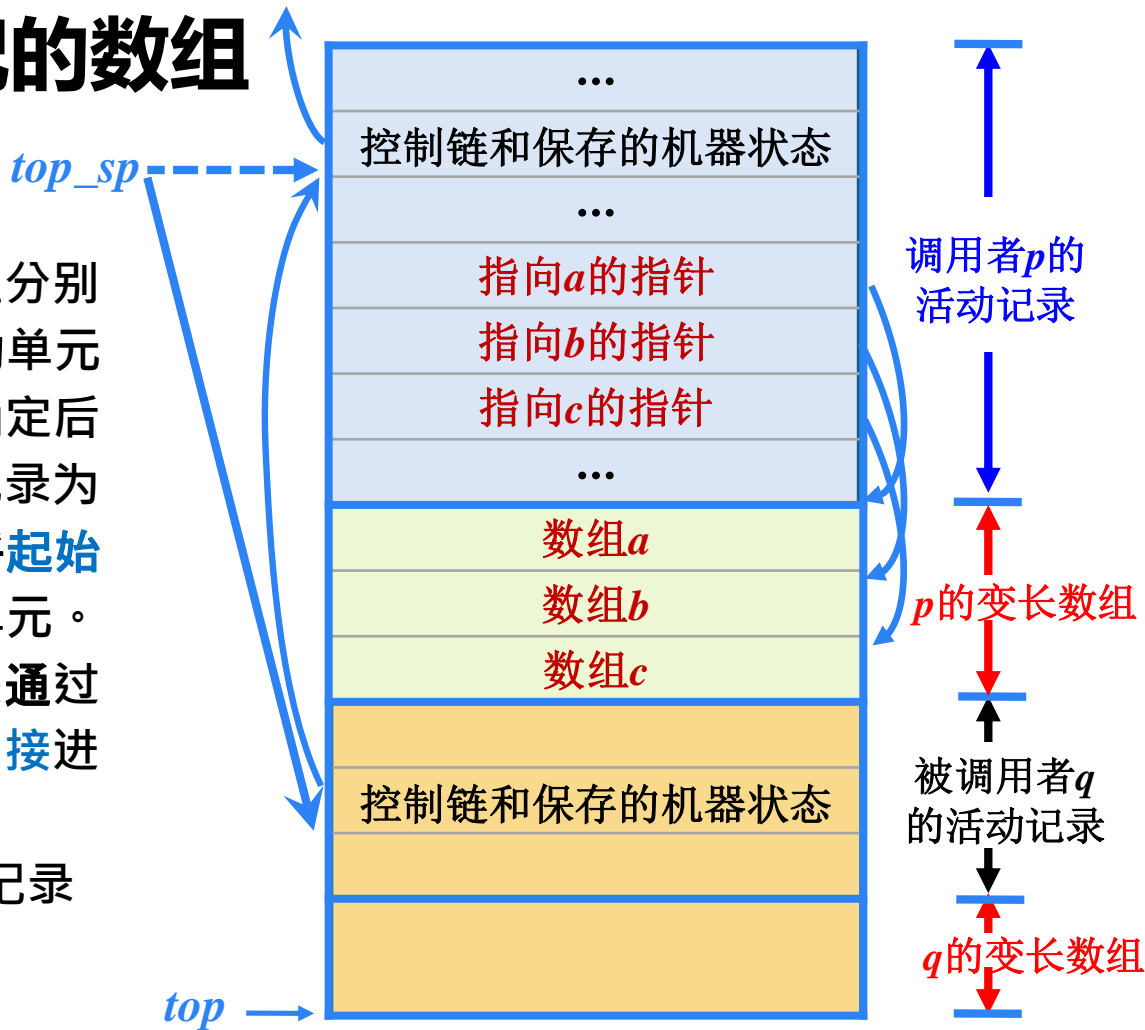 的数组
top_sp
分别
单元
定后
录为
起始
元。
通过
接进
记录
top
...
控制链和保存的机器状态
...
指向a的指针
指向b的指针
指向c的指针
...
数组a
数组b
数组c
控制链和保存的机器状态
调用者p的
活动记录
p的变长数组
被调用者q
的活动记录
q的变长数组